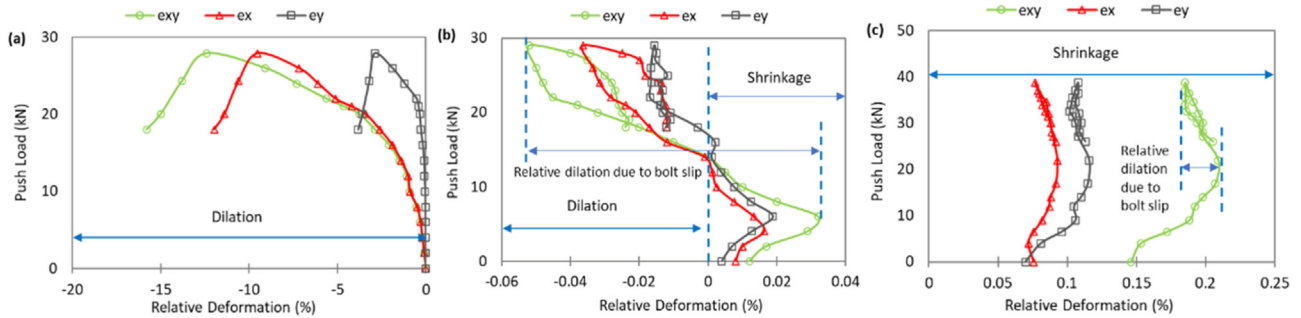 exy ex ey
(a)
30
20
10
0
Push Load (kN)
Dilation
-20 -15 -10 -5 0
Relative Deformation (%)
exy ex ey
(b)
30
20
10
0
Push Load (kN)
Shrinkage
Relative dilation due to bolt slip
Dilation
-0.06 -0.04 -0.02 0 0.02 0.04
Relative Deformation (%)
exy ex ey
(c)
Shrinkage
50
40
30
20
10
0
Push Load (kN)
Relative
dilation
due to
bolt slip
0 0.05 0.1 0.15 0.2 0.25
Relative Deformation (%)